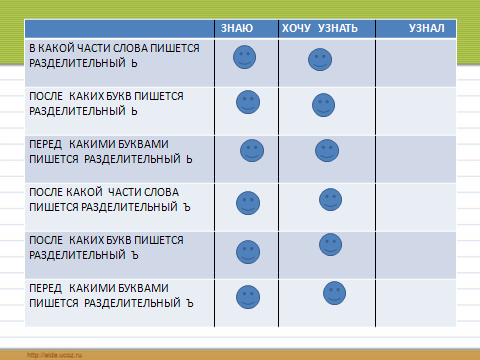 ЗНАЮ ХОЧУ УЗНАТЬ УЗНАЛ
В КАКОЙ ЧАСТИ СЛОВА ПИШЕТСЯ
РАЗДЕЛИТЕЛЬНЫЙ Ь
ПОСЛЕ КАКИХ БУКВ ПИШЕТСЯ
РАЗДЕЛИТЕЛЬНЫЙ Ь
ПЕРЕД КАКИМИ БУКВАМИ
ПИШЕТСЯ РАЗДЕЛИТЕЛЬНЫЙ Ь
ПОСЛЕ КАКОЙ ЧАСТИ СЛОВА
ПИШЕТСЯ РАЗДЕЛИТЕЛЬНЫЙ Ъ
ПОСЛЕ КАКИХ БУКВ ПИШЕТСЯ
РАЗДЕЛИТЕЛЬНЫЙ Ъ
ПЕРЕД КАКИМИ БУКВАМИ
ПИШЕТСЯ РАЗДЕЛИТЕЛЬНЫЙ Ъ
http://aida.ucoz.ru